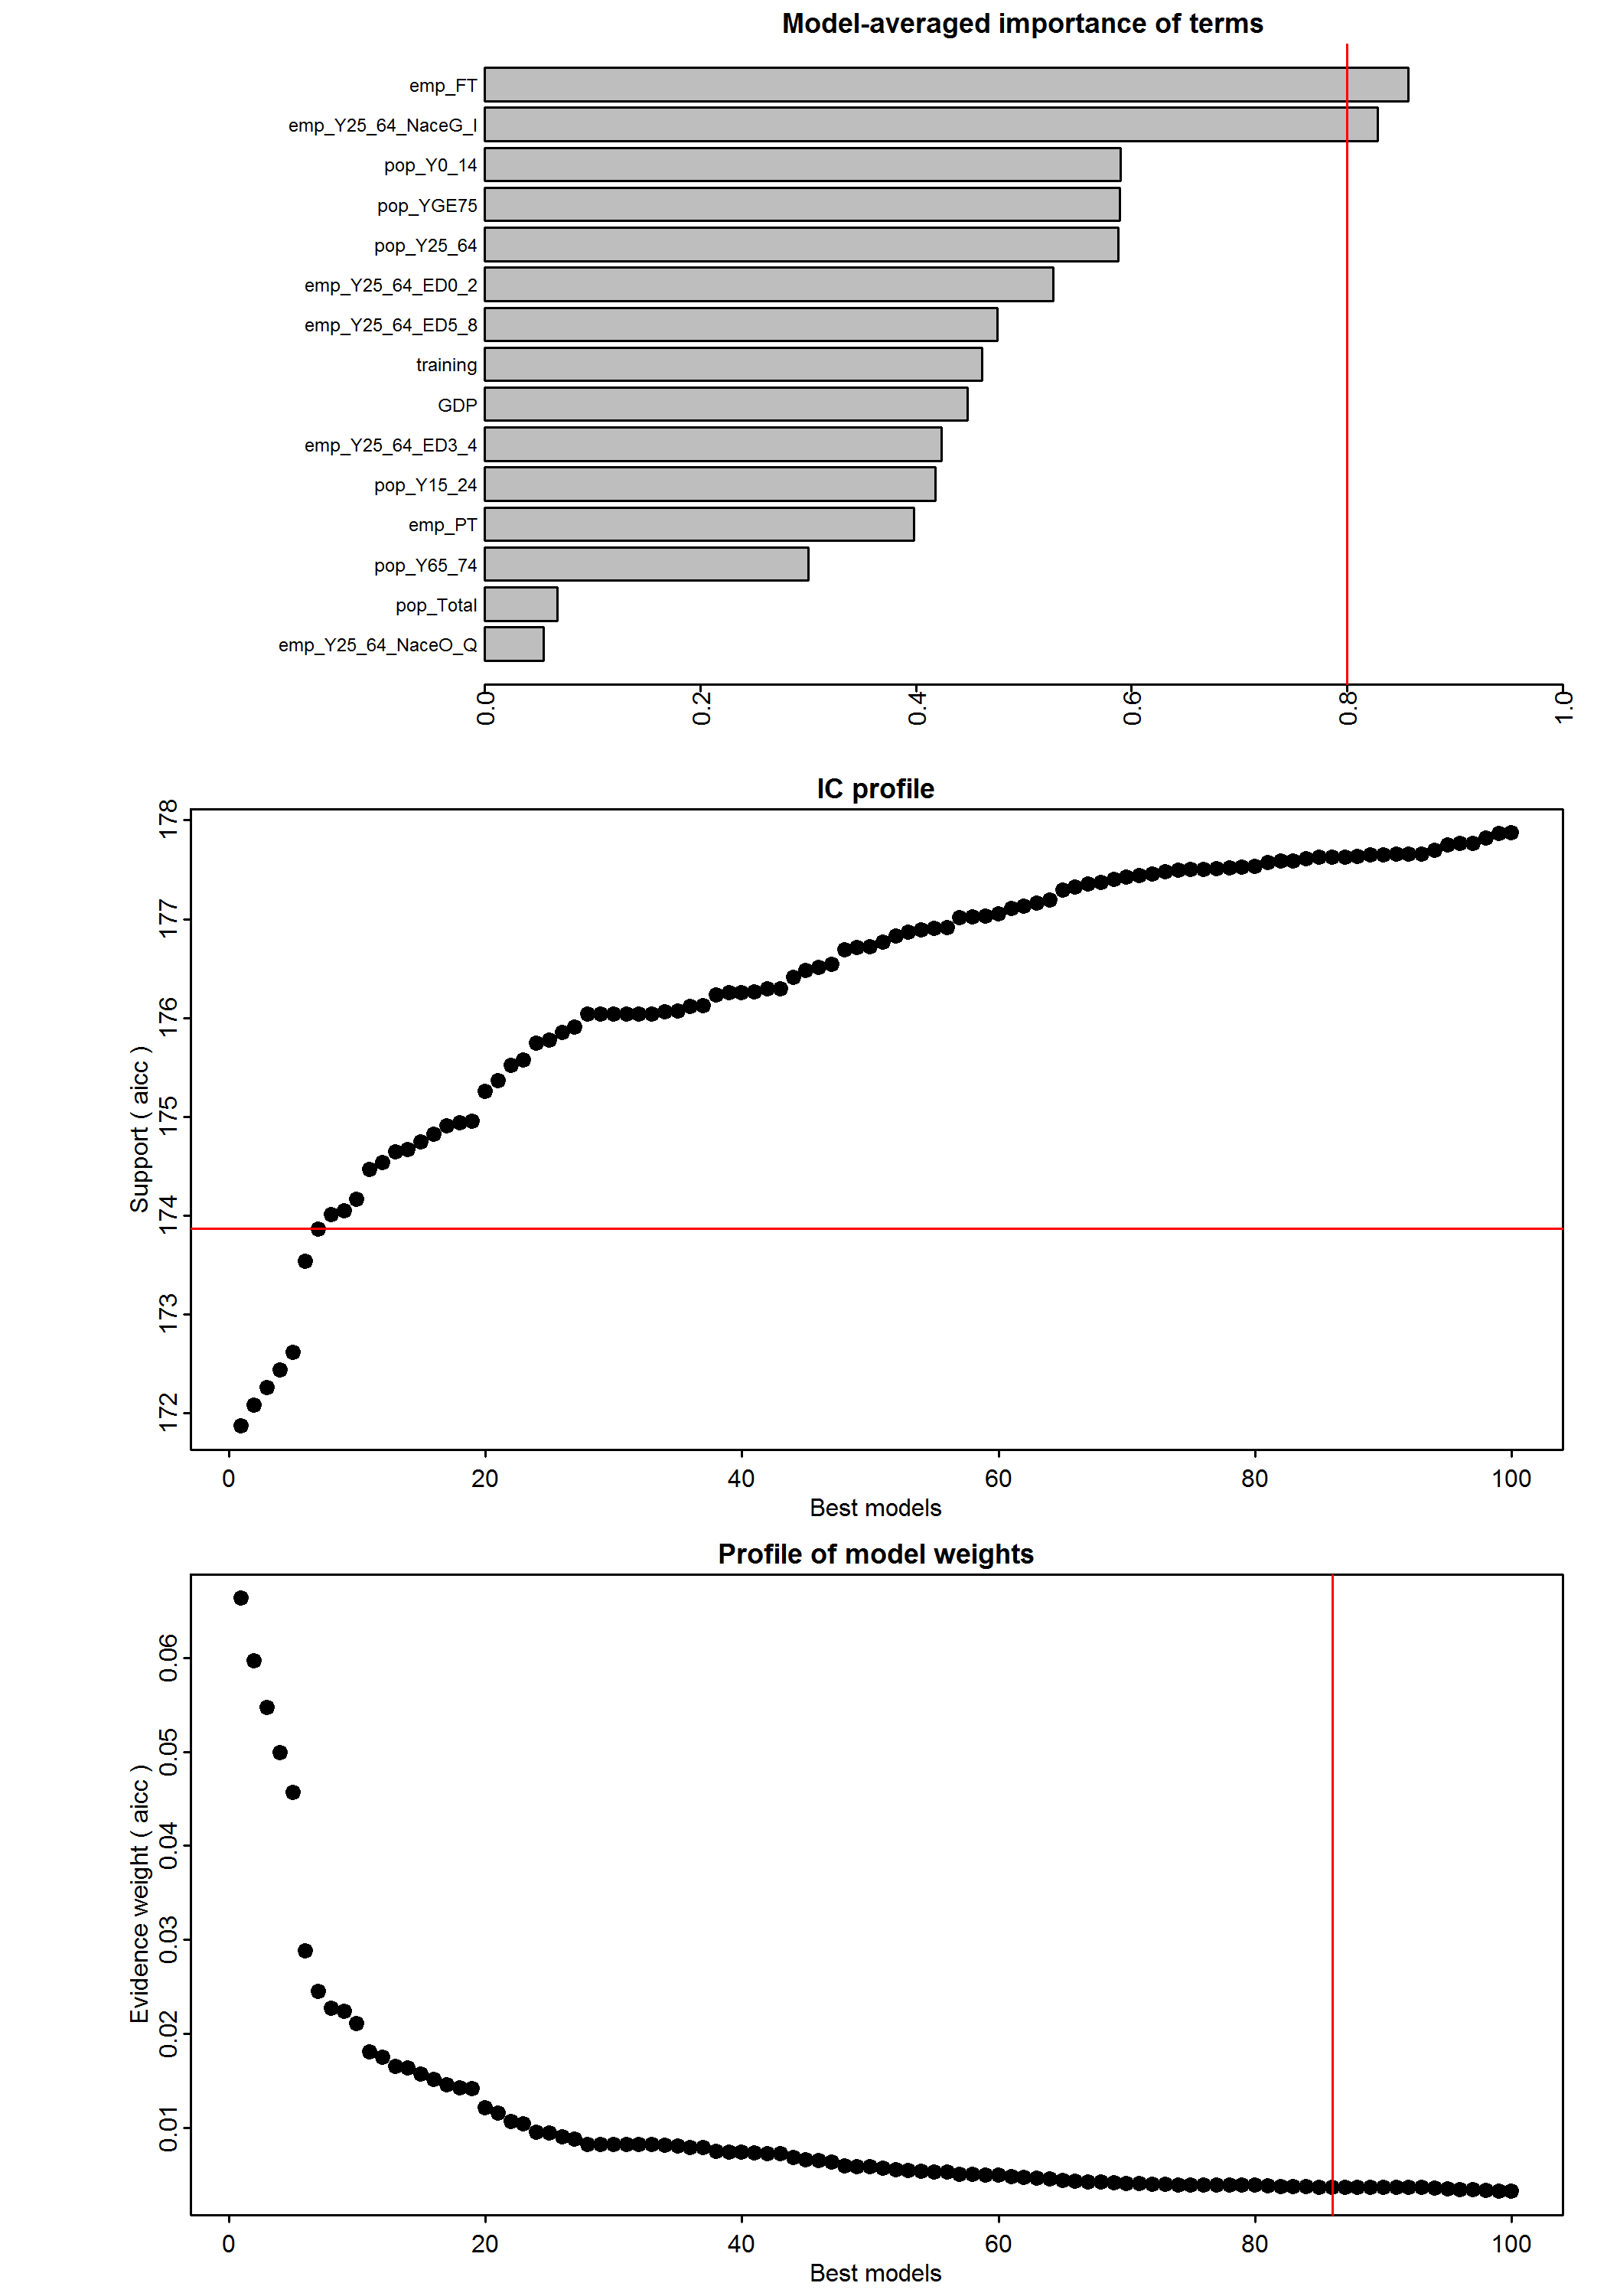 Model-averaged importance of terms
emp_FT
emp_Y25_64_NaceG_I
pop_Y0_14
pop_YGE75
pop_Y25_64
emp_Y25_64_ED0_2
emp_Y25_64_ED5_8
training
GDP
emp_Y25_64_ED3_4
pop_Y15_24
emp_PT
pop_Y65_74
pop_Total
emp_Y25_64_NaceO_Q
0.0 0.2 0.4 0.6 0.8 1.0
IC profile
Support ( aicc )
178
177
176
175
174
173
172
0 20 40 60 80 100
Best models
Profile of model weights
Evidence weight ( aicc )
0.06
0.05
0.04
0.03
0.02
0.01
0 20 40 60 80 100
Best models